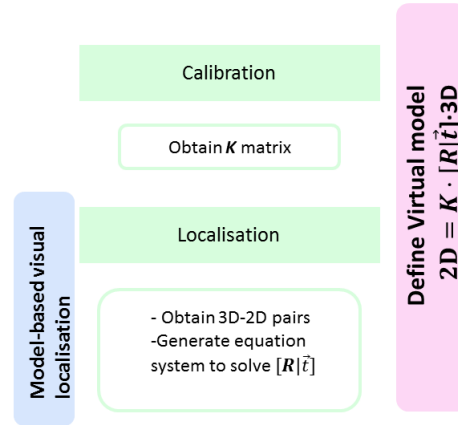 Calibration
Obtain K matrix
Localisation
- Obtain 3D-2D pairs
-Generate equation
system to solve [R|t⃗]
Model-based visual
localisation
Define Virtual model
2D = K · [R|t⃗]·3D